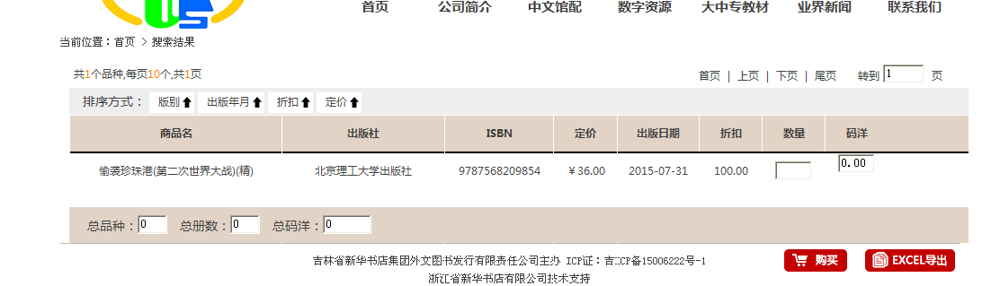 首页 公司简介 中文馆配 数字资源 大中专教材 业界新闻 联系我们
当前位置：首页 > 搜索结果
共1个品种,每页10个,共1页 首页 | 上页 | 下页 | 尾页 转到 1 页
排序方式： 版别 出版年月 折扣 定价
商品名 出版社 ISBN 定价 出版日期 折扣 数量 码洋
偷袭珍珠港(第二次世界大战)(精) 北京理工大学出版社 9787568209854 ￥36.00 2015-07-31 100.00 0.00
总品种：0 总册数：0 总码洋：0
吉林省新华书店集团外文图书发行有限责任公司主办 ICP证：吉ICP备15006222号-1 购买 EXCEL导出
浙江省新华书店有限公司技术支持